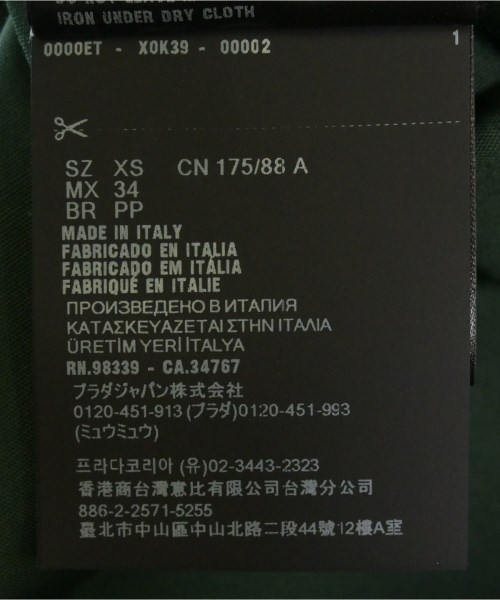 IRON UNDER DRY CLOTH
0000ET - X0K39 - 00002 1
SZ XS CN 175/88 A
MX 34
BR PP
MADE IN ITALY
FABRICADO EN ITALIA
FABRICADO EM ITÁLIA
FABRIQUÉ EN ITALIE
ПРОИЗВЕДЕНО В ИТАЛИЯ
ΚΑΤΑΣΚΕΥΑΖΕΤΑΙ ΣΤΗΝ ΙΤΑΛΙΑ
ÜRETİM YERİ İTALYA
RN.98339 - CA.34767
プラダジャパン株式会社
0120-451-913 (プラダ)0120-451-993
(ミュウミュウ)
프라다코리아 (유)02-3443-2323
香港商台灣意比有限公司台灣分公司
886-2-2571-5255
臺北市中山區中山北路二段44號12樓A室